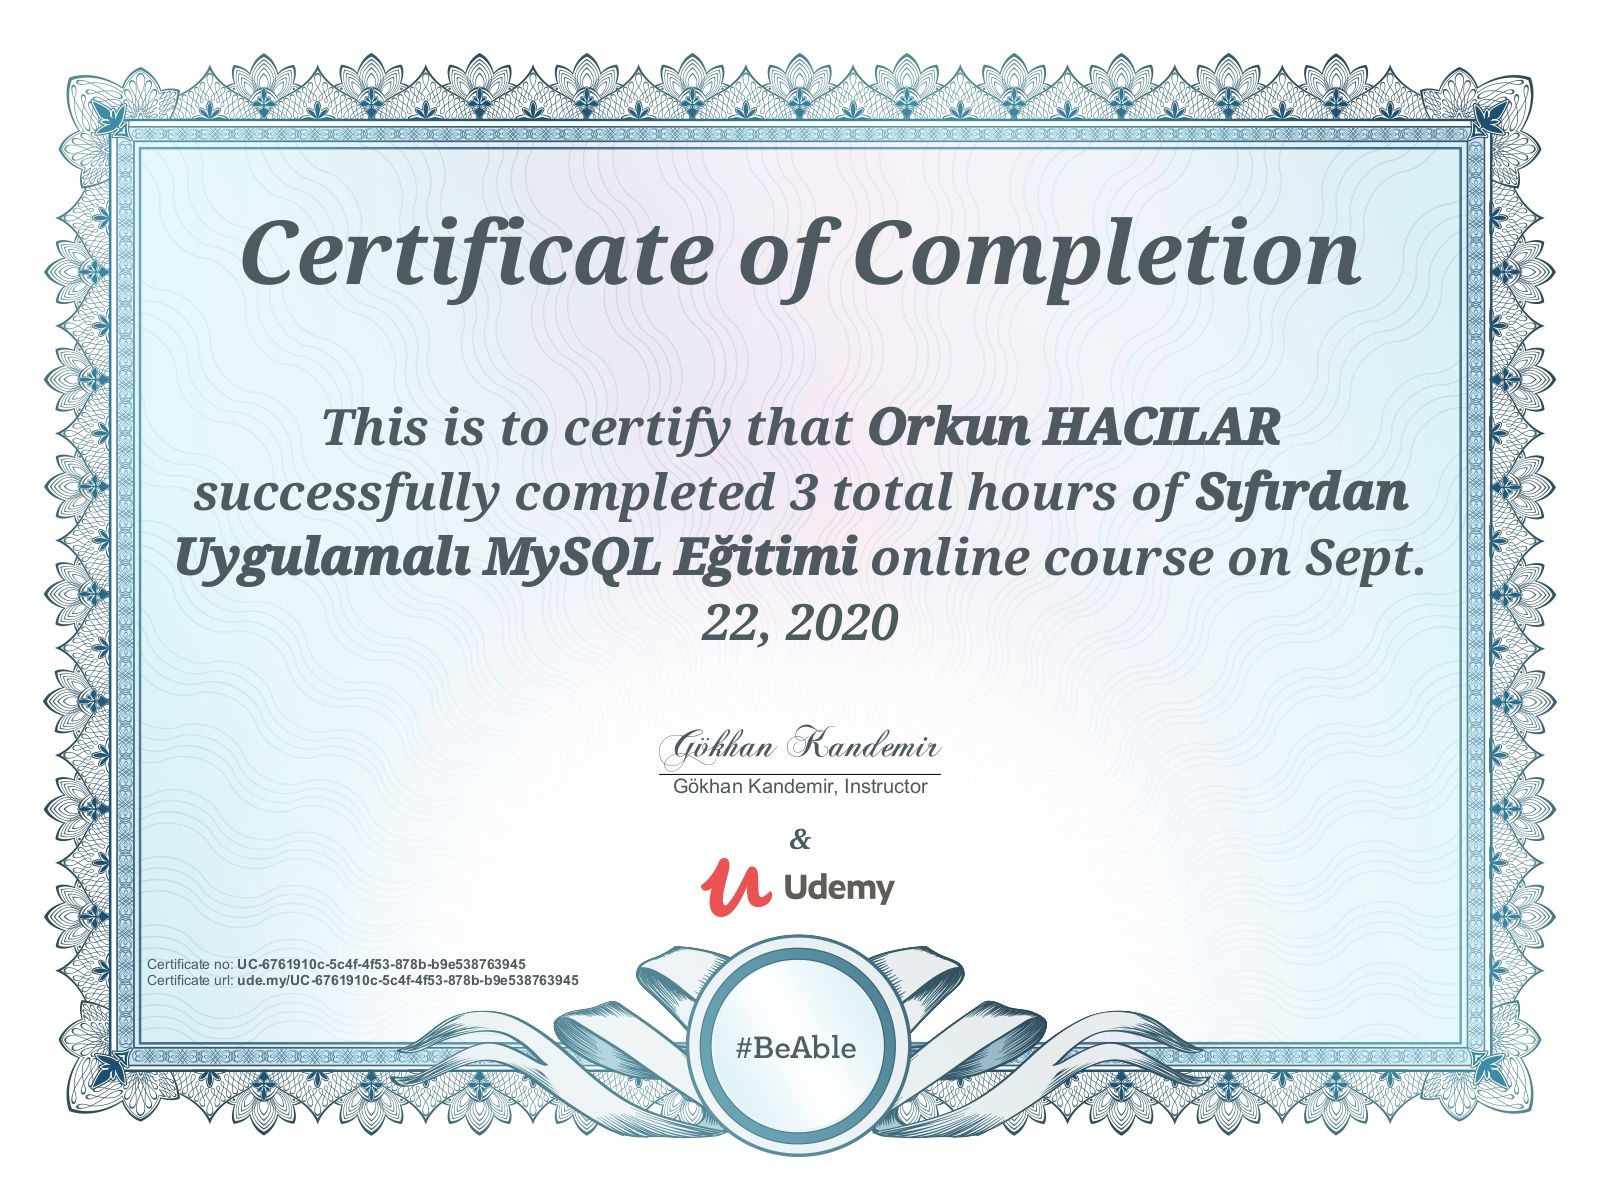 Certificate of Completion
This is to certify that Orkun HACILAR
successfully completed 3 total hours of Sıfırdan
Uygulamalı MySQL Eğitimi online course on Sept.
22, 2020
Gökhan Kandemir
Gökhan Kandemir, Instructor
&
Udemy
Certificate no: UC-6761910c-5c4f-4f53-878b-b9e538763945
Certificate url: ude.my/UC-6761910c-5c4f-4f53-878b-b9e538763945
#BeAble